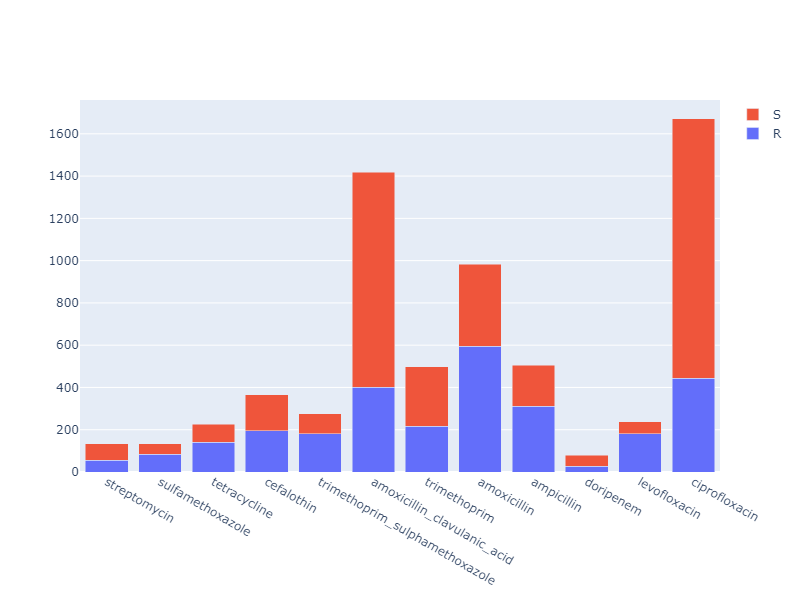 S
R
1600
1400
1200
1000
800
600
400
200
0
streptomycin
sulfamethoxazole
tetracycline
cefalothin
trimethoprim_sulphamethoxazole
amoxicillin_clavulanic_acid
trimethoprim
amoxicillin
ampicillin
doripenem
levofloxacin
ciprofloxacin